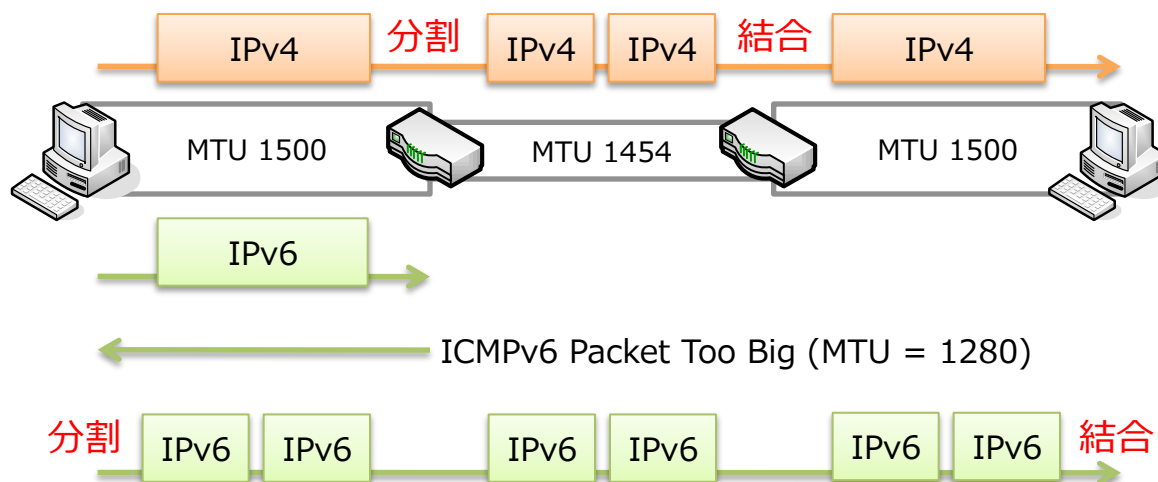 IPv4 分割 IPv4 IPv4 結合 IPv4
MTU 1500 MTU 1454 MTU 1500
IPv6
ICMPv6 Packet Too Big (MTU = 1280)
分割 IPv6 IPv6 IPv6 IPv6 IPv6 IPv6 結合